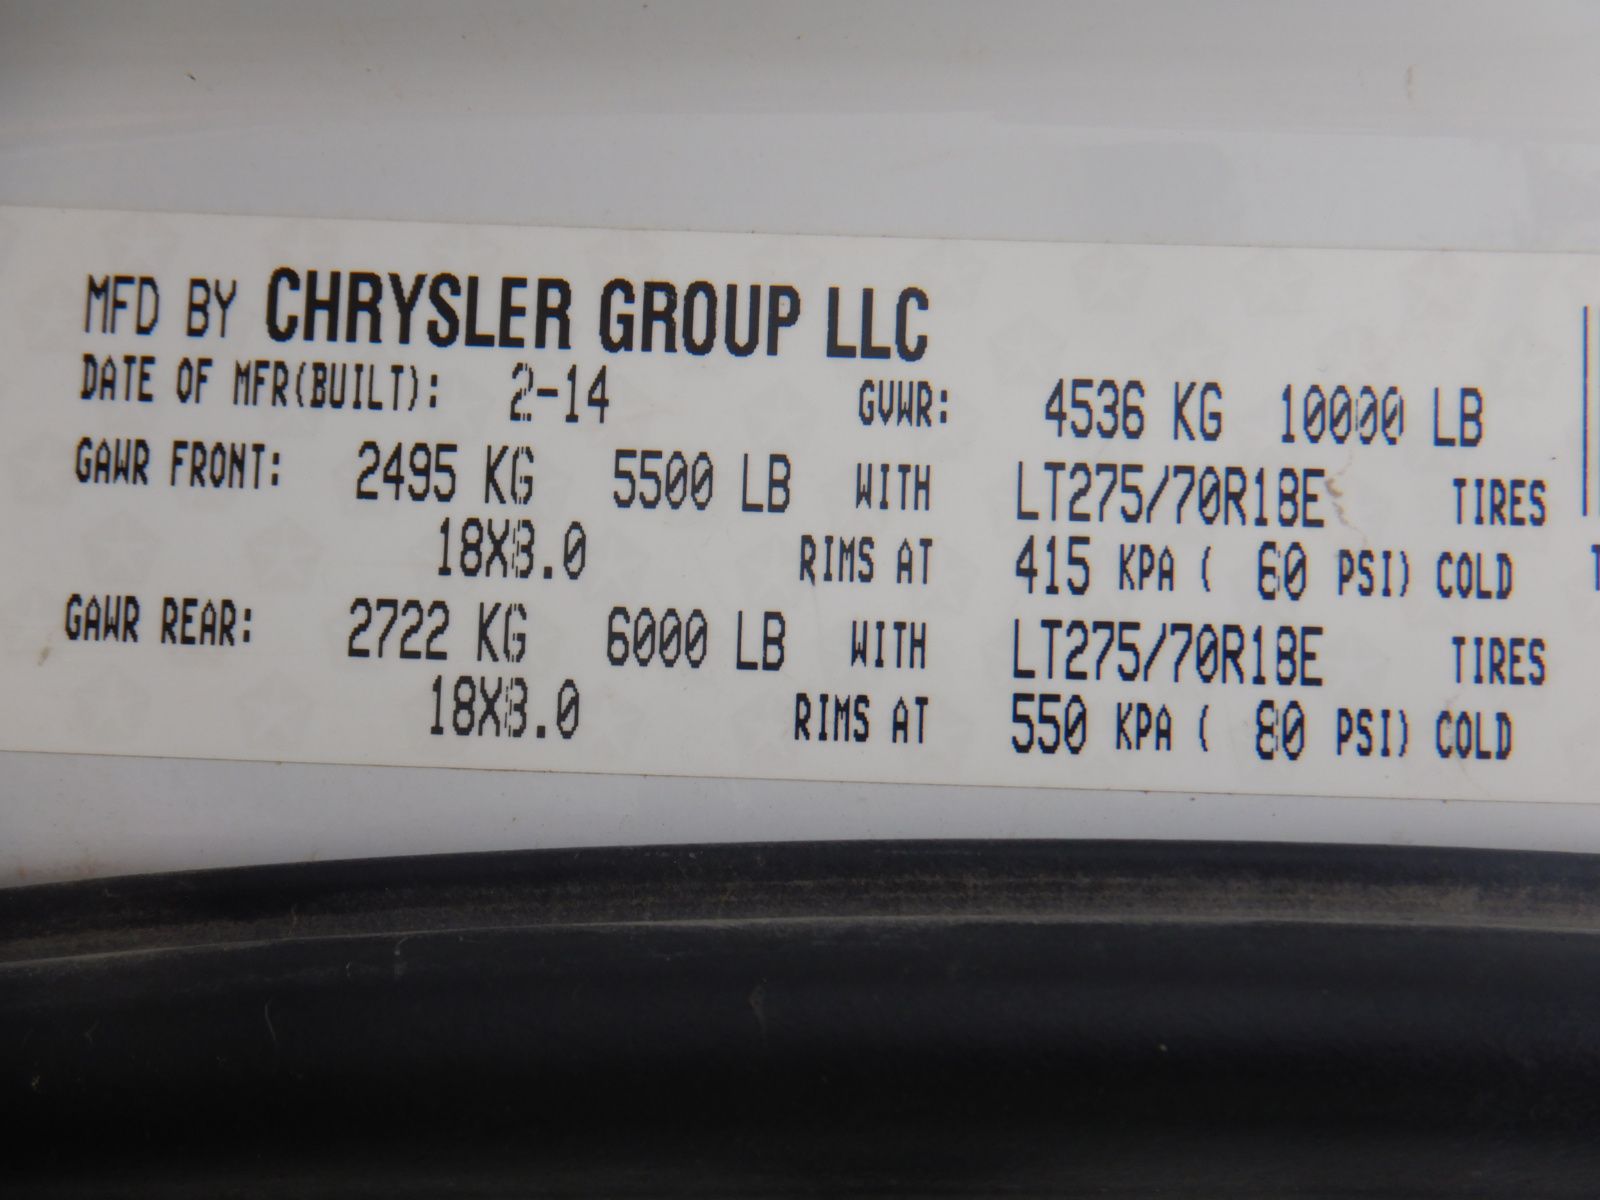 MFD BY CHRYSLER GROUP LLC
DATE OF MFR(BUILT): 2-14 GVWR: 4536 KG 10000 LB
GAWR FRONT: 2495 KG 5500 LB WITH LT275/70R18E TIRES
18X8.0 RIMS AT 415 KPA ( 60 PSI) COLD
GAWR REAR: 2722 KG 6000 LB WITH LT275/70R18E TIRES
18X8.0 RIMS AT 550 KPA ( 80 PSI) COLD